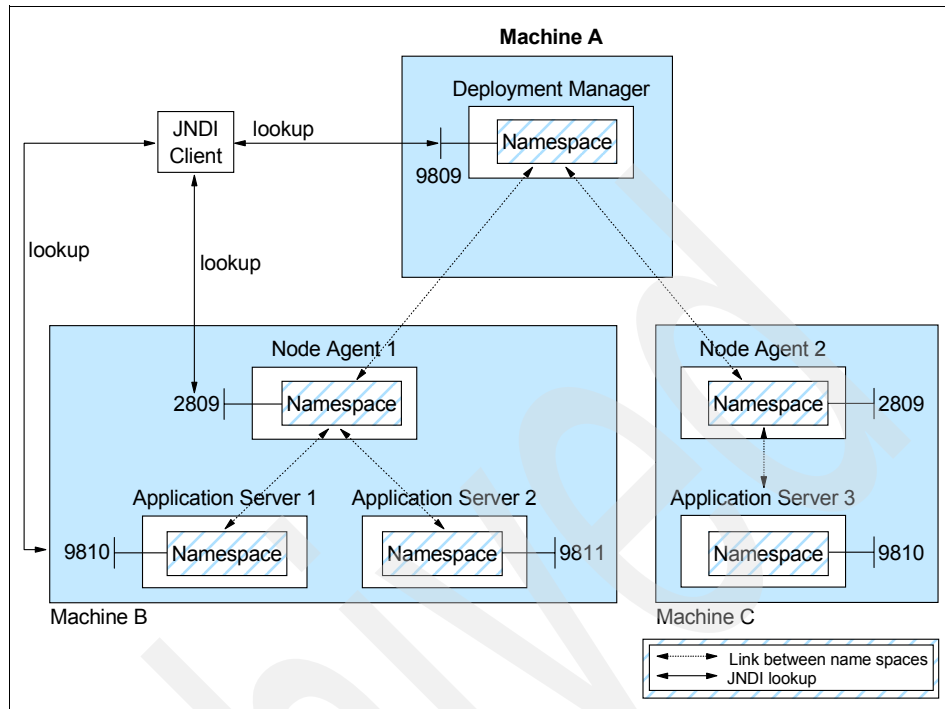 Machine A
Deployment Manager
Namespace
9809
JNDI
Client
lookup
lookup
lookup
Node Agent 1
2809
Namespace
Application Server 1
Application Server 2
9810
Namespace
Namespace
9811
Machine B
Node Agent 2
Namespace
2809
Application Server 3
Namespace
9810
Machine C
Link between name spaces
JNDI lookup